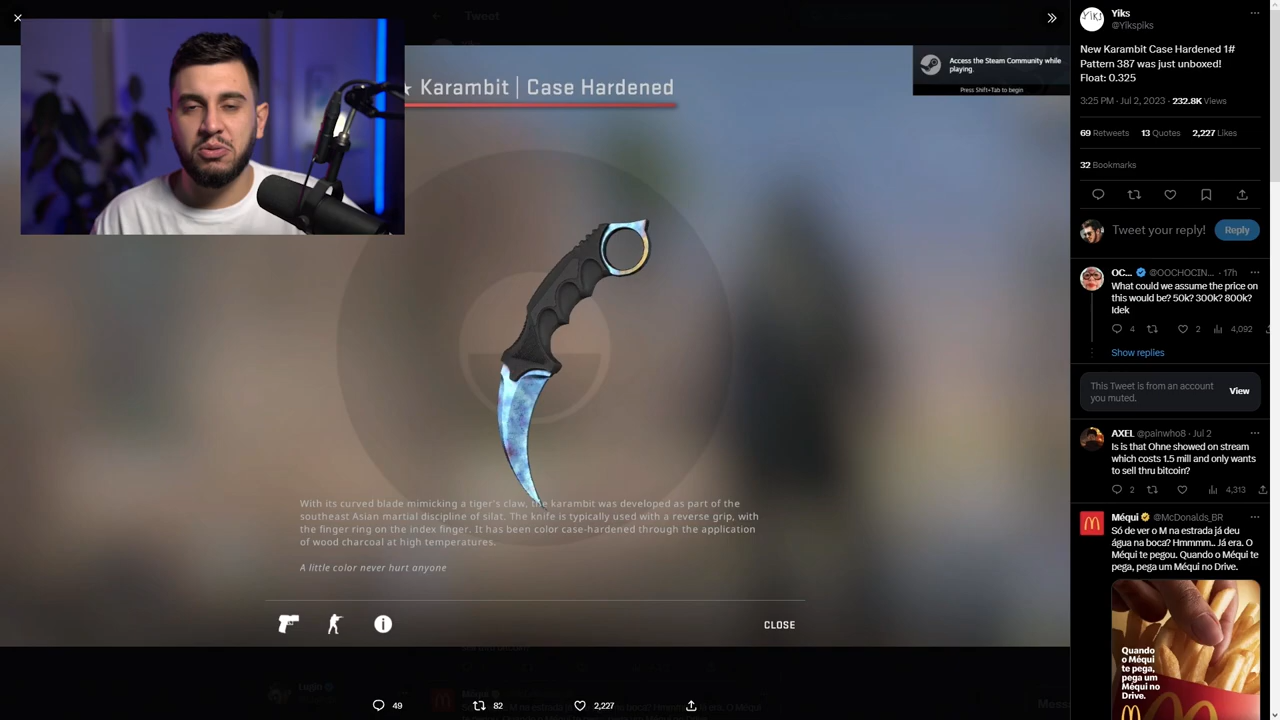 Tweet
★ Karambit | Case Hardened
Access the Steam Community while
playing.
Press Shift+Tab to begin
With its curved blade mimicking a tiger's claw, the karambit was developed as part of the
southeast Asian martial discipline of silat. The knife is typically used with a reverse grip, with
the finger ring on the index finger. It has been color case-hardened through the application
of wood charcoal at high temperatures.
A little color never hurt anyone
CLOSE
49
82
2,227
Yiks
@Yikspiks
New Karambit Case Hardened 1#
Pattern 387 was just unboxed!
Float: 0.325
3:25 PM · Jul 2, 2023 · 232.8K Views
69 Retweets 13 Quotes 2,227 Likes
32 Bookmarks
Tweet your reply!
Reply
OC... @OOCHOCIN... · 17h
What could we assume the price on
this would be? 50k? 300k? 800k?
Idek
4 2 4,092
Show replies
This Tweet is from an account
you muted.
View
AXEL @painwho8 · Jul 2
Is is that Ohne showed on stream
which costs 1.5 mill and only wants
to sell thru bitcoin?
2 4,313
Méqui @McDonalds_BR
Só de ver o M na estrada já deu
água na boca? Hmmmm.. Já era. O
Méqui te pegou. Quando o Méqui te
pega, pega um Méqui no Drive.
Quando
o Méqui
te pega,
pega um
Méqui no
Drive.